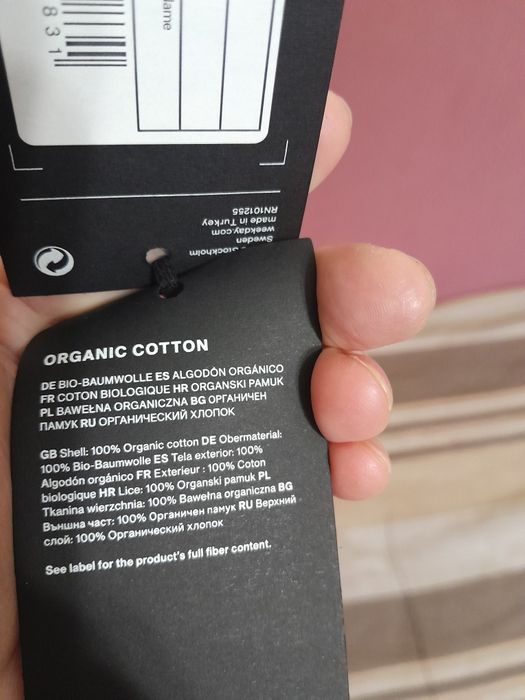 831
lame
RN101255
made in Turkey
weekday.com
Sweden
Stockholm
ORGANIC COTTON
DE BIO-BAUMWOLLE ES ALGODÓN ORGÁNICO
FR COTON BIOLOGIQUE HR ORGANSKI PAMUK
PL BAWEŁNA ORGANICZNA BG ОРГАНИЧЕН
ПАМУК RU ОРГАНИЧЕСКИЙ ХЛОПОК
GB Shell: 100% Organic cotton DE Obermaterial:
100% Bio-Baumwolle ES Tela exterior: 100%
Algodón orgánico FR Exterieur : 100% Coton
biologique HR Lice: 100% Organski pamuk PL
Tkanina wierzchnia: 100% Bawełna organiczna BG
Външна част: 100% Органичен памук RU Верхний
слой: 100% Органический хлопок
See label for the product's full fiber content.